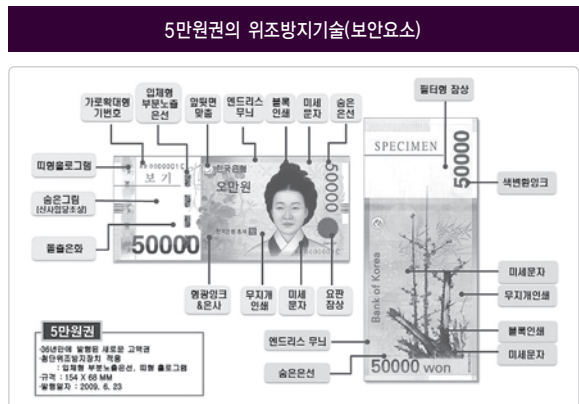 5만원권의 위조방지기술(보안요소)
가로확대형
기번호
입체형
부분노출
은선
앞뒷면
맞춤
엔드리스
무늬
볼록
인쇄
미세
문자
숨은
은선
필터형 잠상
띠형홀로그램
숨은그림
(신사임당초상)
돌출은화
보 기
한국은행
오만원
50000
50000
형광잉크
&은사
무지개
인쇄
미세
문자
요판
잠상
SPECIMEN
50000
색변환잉크
Bank of Korea
미세문자
무지개인쇄
볼록인쇄
미세문자
엔드리스 무늬
숨은은선
50000 won
5만원권
·36년만에 발행된 새로운 고액권
·첨단위조방지장치 적용
: 입체형 부분노출은선, 띠형 홀로그램
·규격 : 154 X 68 MM
·발행일자 : 2009. 6. 23